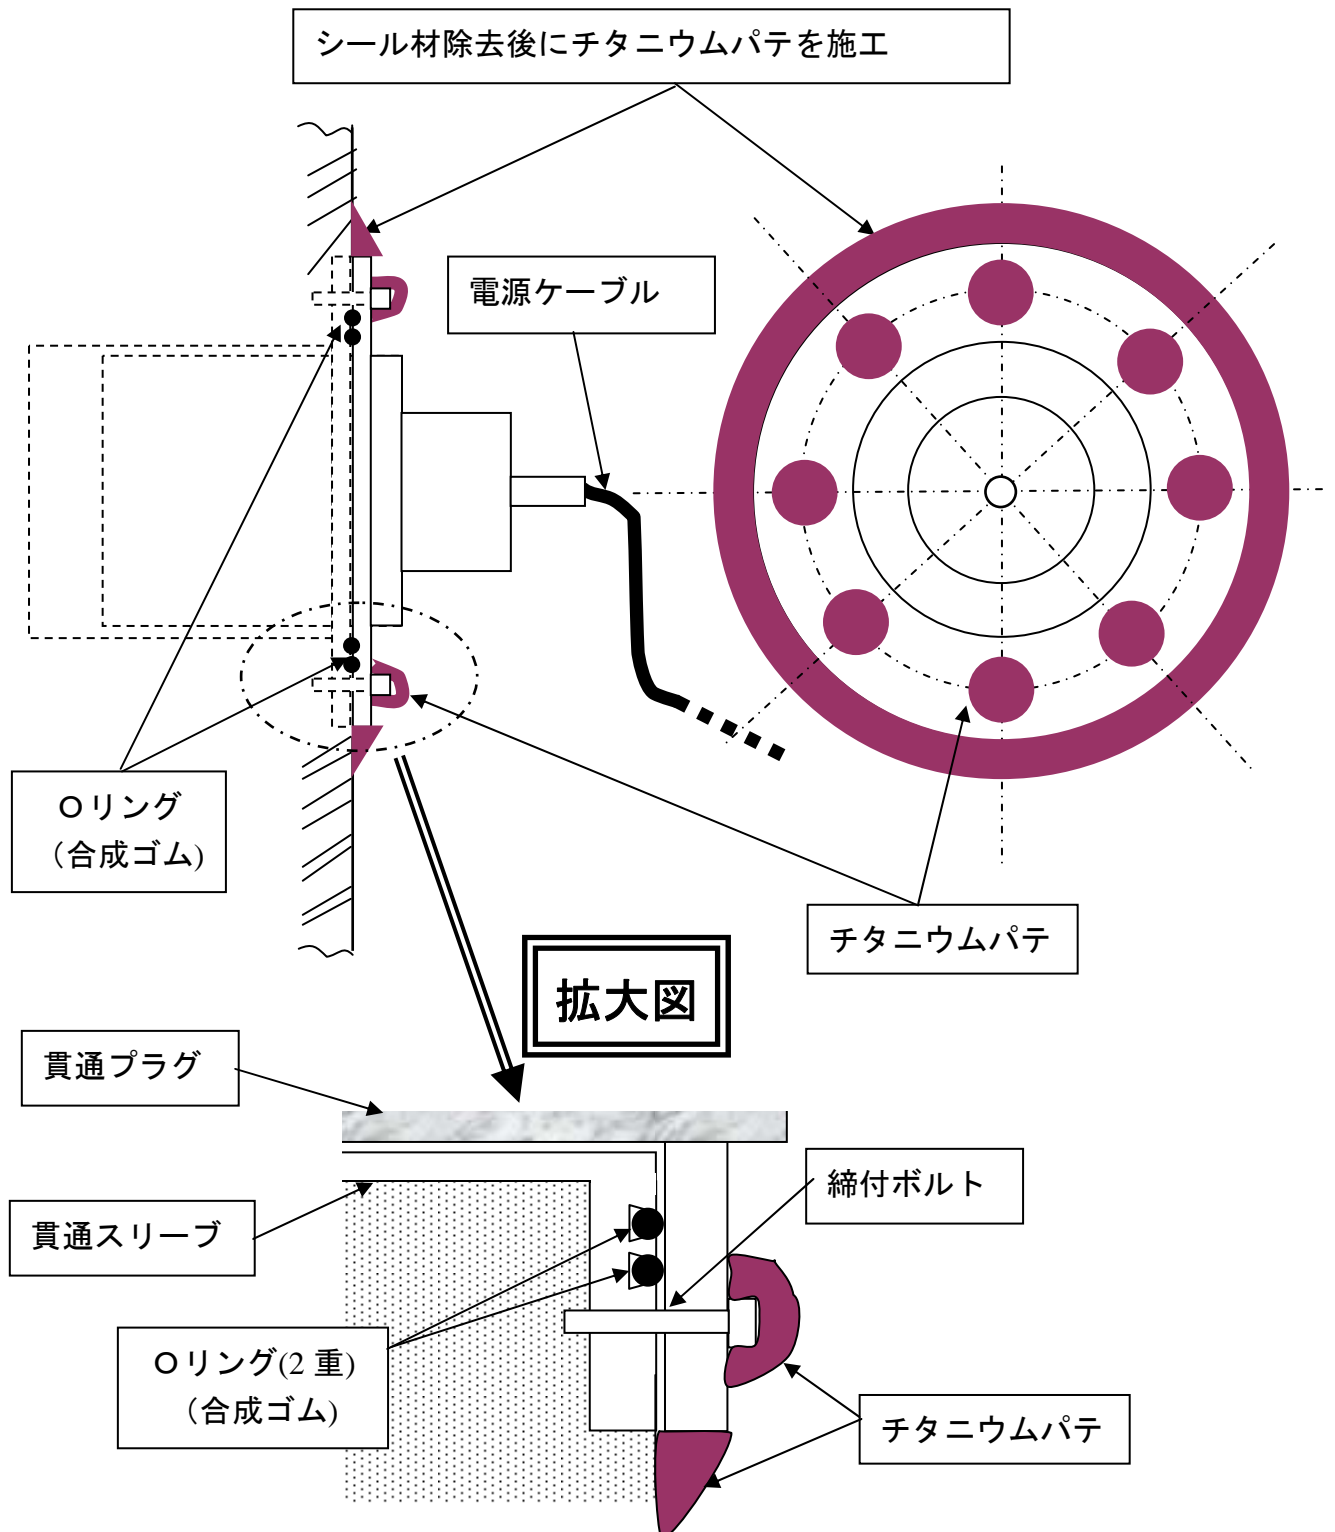 シール材除去後にチタニウムパテを施工
電源ケーブル
Oリング
（合成ゴム)
チタニウムパテ
拡大図
貫通プラグ
締付ボルト
貫通スリーブ
Oリング(2 重)
（合成ゴム)
チタニウムパテ